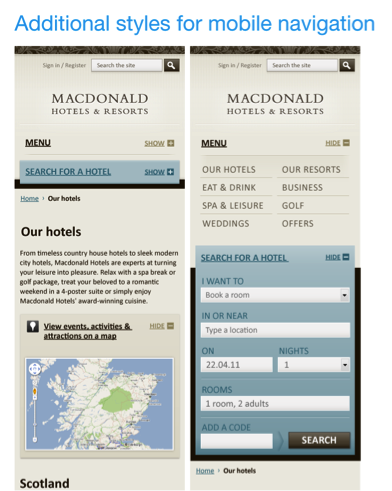 Additional styles for mobile navigation
Sign in / Register
Search the site
MACDONALD
HOTELS & RESORTS
MENU
SHOW
SEARCH FOR A HOTEL
SHOW
Home › Our hotels
Our hotels
From timeless country house hotels to sleek modern
city hotels, Macdonald Hotels are experts at turning
your leisure into pleasure. Relax with a spa break or
golf package, treat your beloved to a romantic
weekend in a 4-poster suite or simply enjoy
Macdonald Hotels' award-winning cuisine.
View events, activities &
attractions on a map
HIDE
Scotland
Sign in / Register
Search the site
MACDONALD
HOTELS & RESORTS
MENU
HIDE
OUR HOTELS
OUR RESORTS
EAT & DRINK
BUSINESS
SPA & LEISURE
GOLF
WEDDINGS
OFFERS
SEARCH FOR A HOTEL
HIDE
I WANT TO
Book a room
IN OR NEAR
Type a location
ON
NIGHTS
22.04.11
1
ROOMS
1 room, 2 adults
ADD A CODE
SEARCH
Home › Our hotels